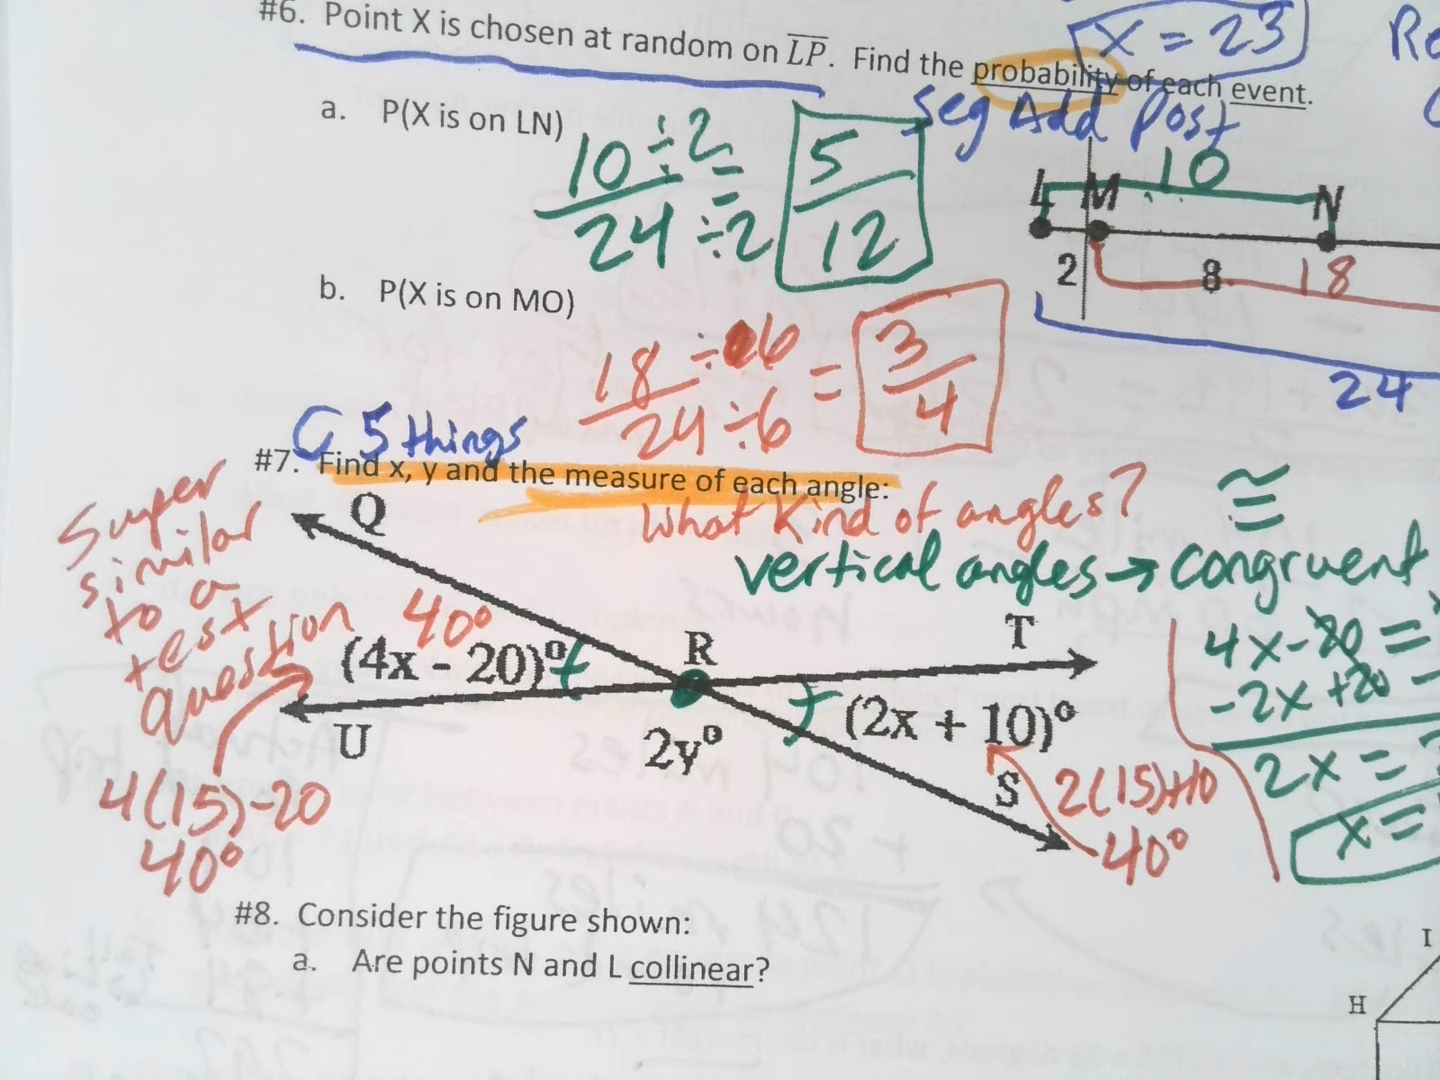 #6. Point X is chosen at random on LP. Find the probability of each event.
x = 23
Seg Add Post
a. P(X is on LN)
10 ÷2 = 5
24 ÷2 = 12
10
L M N
2 8 18
24
b. P(X is on MO)
18 ÷6 = 3
24 ÷6 4
5 things
#7. Find x, y and the measure of each angle:
What kind of angles?
≅
vertical angles → congruent
Super
similar
to a
test
question
Q
40°
(4x - 20)°
R
T
U
2y°
(2x + 10)°
S
4x-20 =
-2x +20 =
2x =
x =
4(15)-20
40°
2(15)+10
40°
#8. Consider the figure shown:
a. Are points N and L collinear?
I
H